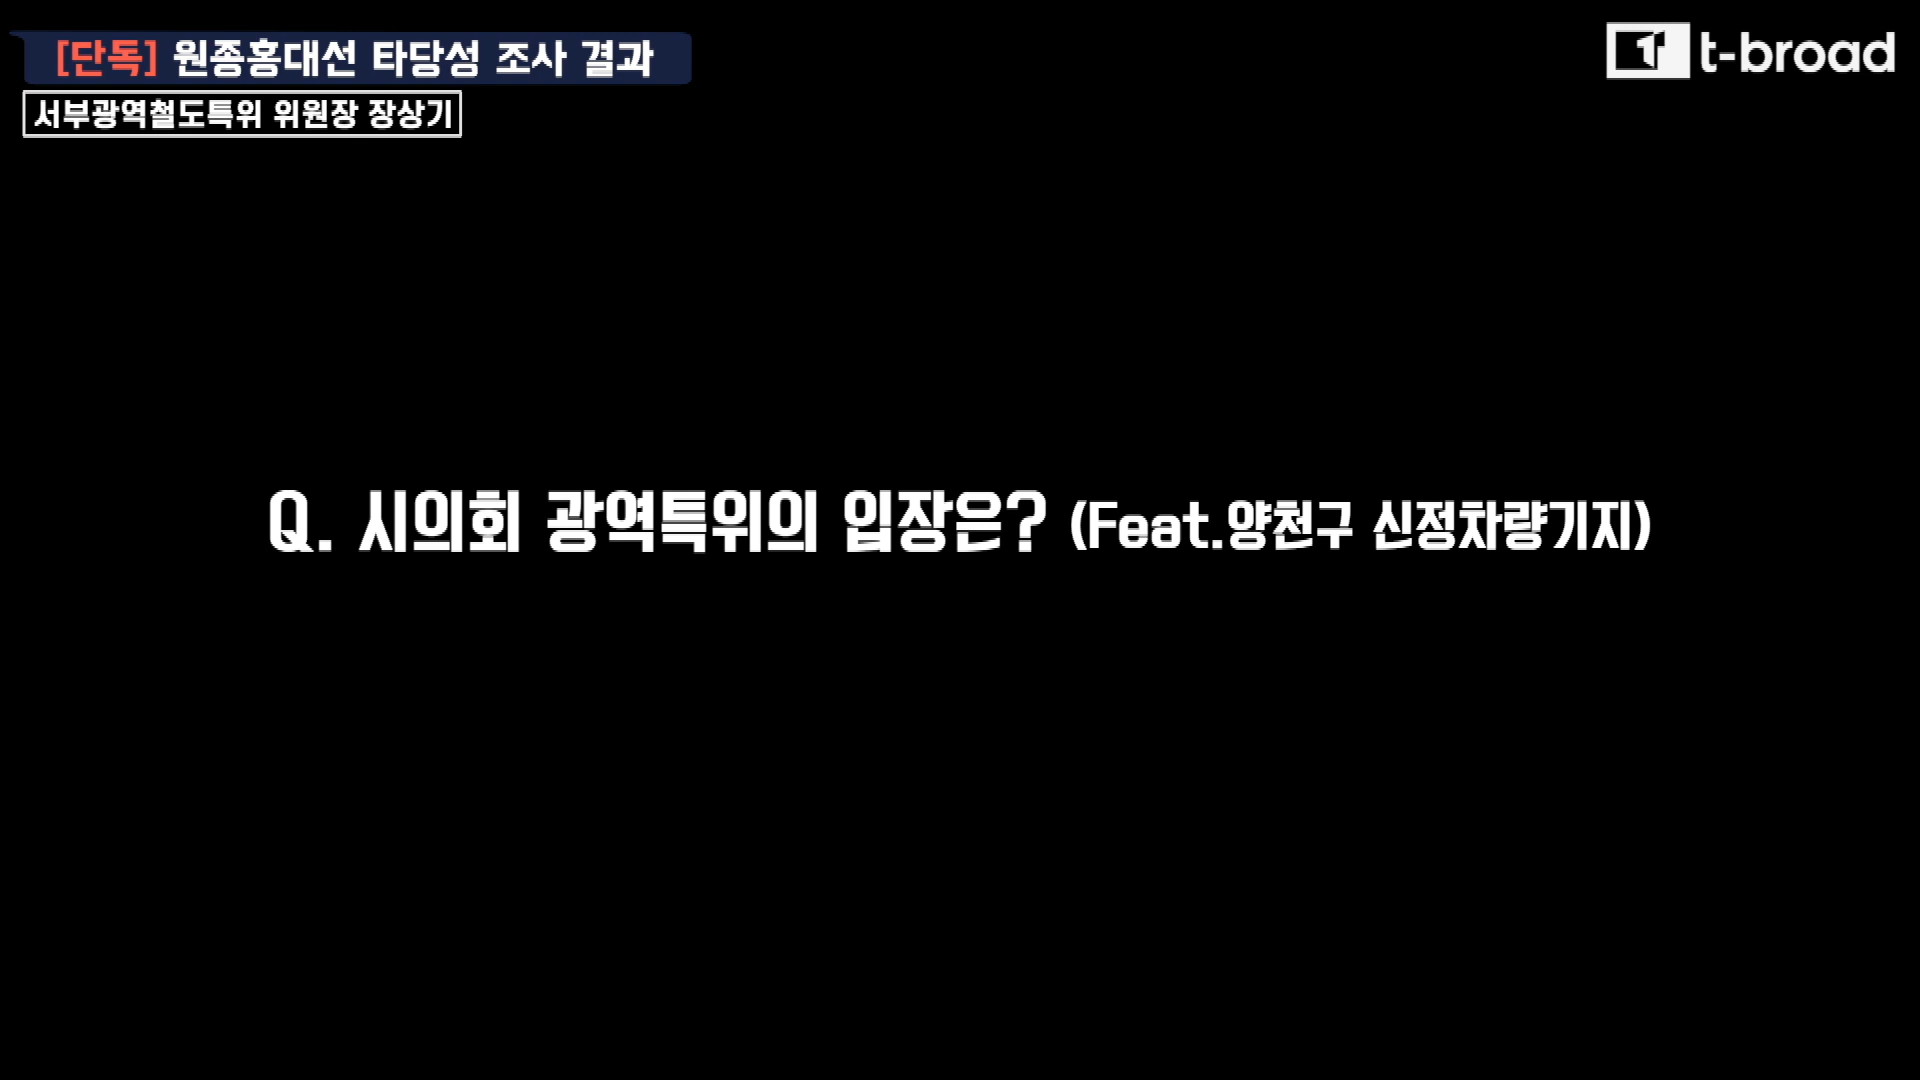 [단독] 원종홍대선 타당성 조사 결과
t-broad
서부광역철도특위 위원장 장상기
Q. 시의회 광역특위의 입장은? (Feat.양천구 신정차량기지)